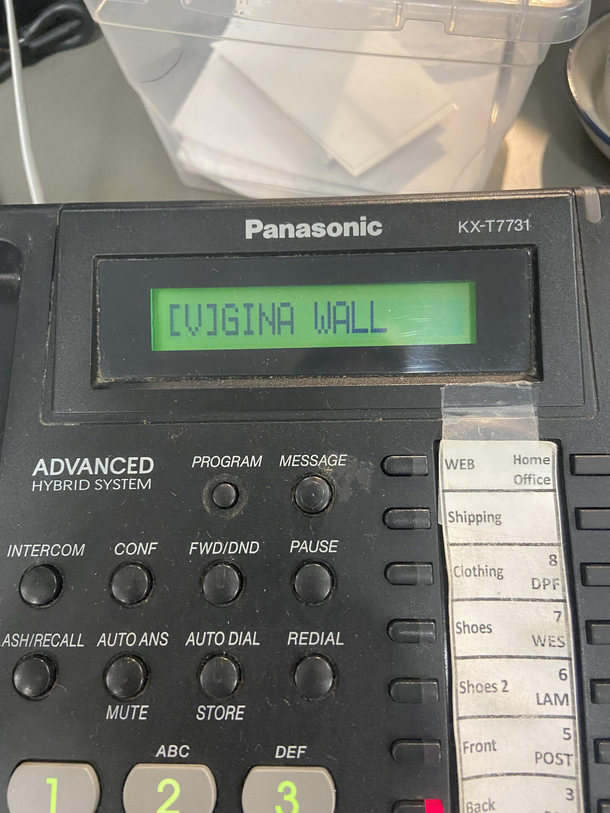 Panasonic KX-T7731
[V]GINA WALL
ADVANCED
HYBRID SYSTEM
PROGRAM MESSAGE
WEB Home
Office
Shipping
INTERCOM CONF FWD/DND PAUSE
Clothing 8
DPF
ASH/RECALL AUTO ANS AUTO DIAL REDIAL
Shoes 7
WES
MUTE STORE
Shoes 2 6
LAM
ABC DEF
Front 5
POST
1 2 3
Back 3